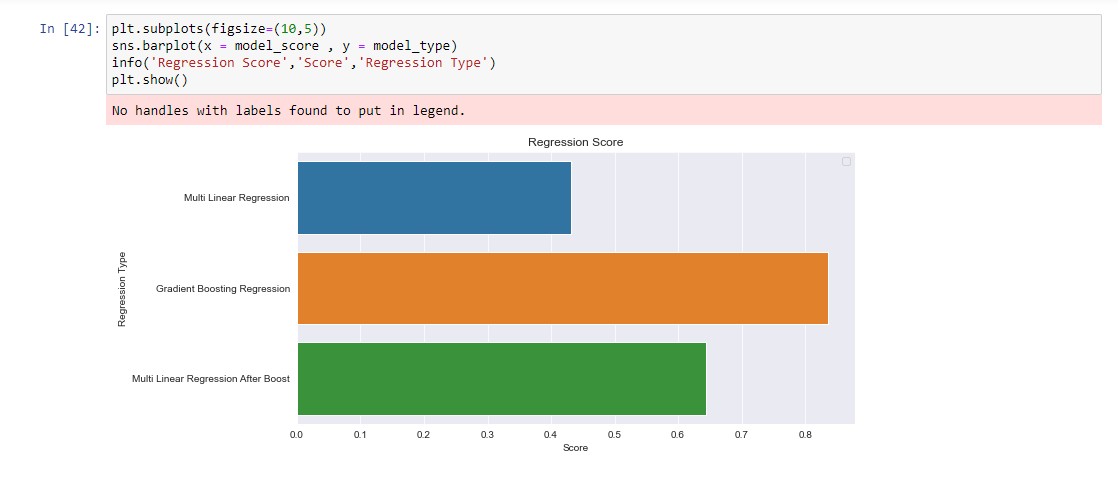 In [42]: plt.subplots(figsize=(10,5))
sns.barplot(x = model_score , y = model_type)
info('Regression Score','Score','Regression Type')
plt.show()
No handles with labels found to put in legend.
Regression Score
Multi Linear Regression
Gradient Boosting Regression
Multi Linear Regression After Boost
Regression Type
0.0 0.1 0.2 0.3 0.4 0.5 0.6 0.7 0.8
Score